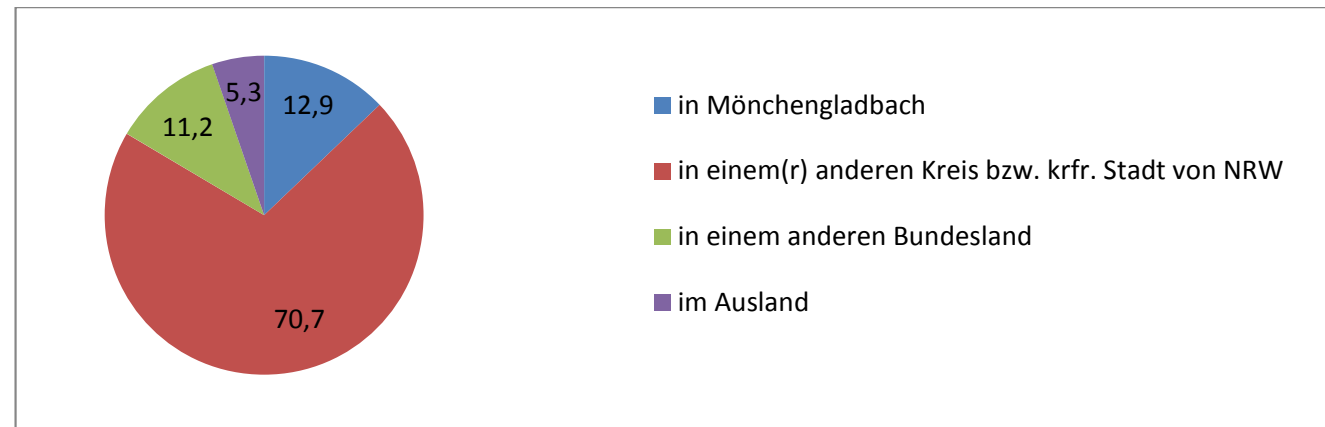 5,3
12,9
11,2
70,7
in Mönchengladbach
in einem(r) anderen Kreis bzw. krfr. Stadt von NRW
in einem anderen Bundesland
im Ausland